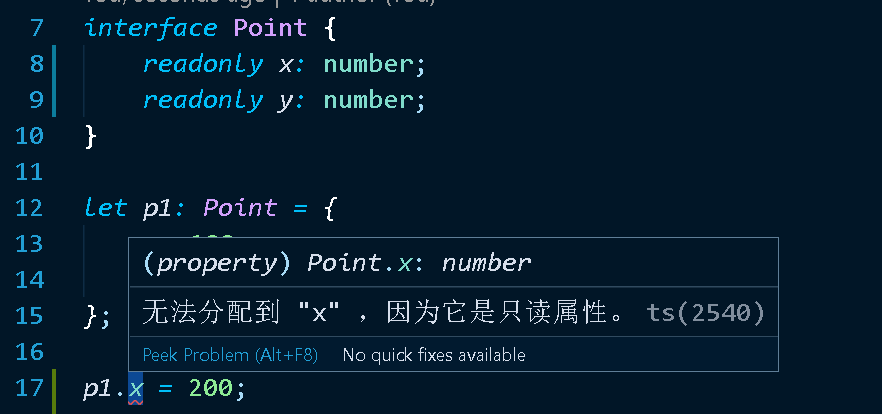 7 interface Point {
8 readonly x: number;
9 readonly y: number;
10 }
11
12 let p1: Point = {
13
(property) Point.x: number
14
无法分配到 "x" ，因为它是只读属性。 ts(2540)
15 };
16
Peek Problem (Alt+F8) No quick fixes available
17 p1.x = 200;